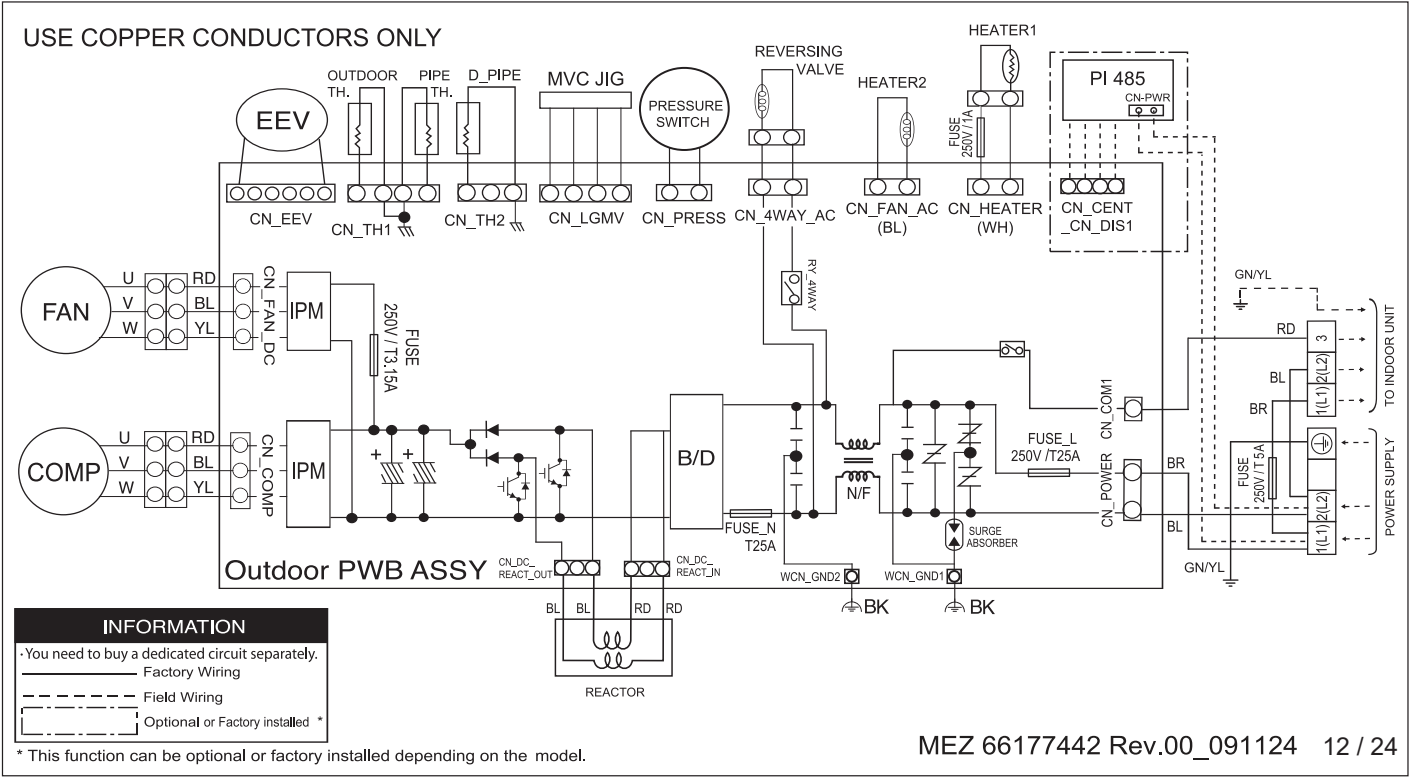 USE COPPER CONDUCTORS ONLY
EEV
OUTDOOR
TH.
PIPE
TH.
D_PIPE
MVC JIG
PRESSURE
SWITCH
REVERSING
VALVE
HEATER2
HEATER1
FUSE
250V / 1A
PI 485
CN-PWR
CN_EEV
CN_TH1
CN_TH2
CN_LGMV
CN_PRESS
CN_4WAY_AC
CN_FAN_AC
(BL)
CN_HEATER
(WH)
CN_CENT
_CN_DIS1
FAN
U
V
W
RD
BL
YL
CN_FAN_DC
IPM
FUSE
250V / T3.15A
RY_4WAY
COMP
U
V
W
RD
BL
YL
CN_COMP
IPM
+
+
B/D
N/F
FUSE_N
T25A
FUSE_L
250V /T25A
SURGE
ABSORBER
CN_COM1
CN_POWER
GN/YL
RD
3
2(L2)
1(L1)
BL
BR
TO INDOOR UNIT
FUSE
250V / T 5A
BR
BL
2(L2)
1(L1)
POWER SUPPLY
GN/YL
Outdoor PWB ASSY
CN_DC_
REACT_OUT
CN_DC_
REACT_IN
WCN_GND2
BK
WCN_GND1
BK
BL
BL
RD
RD
REACTOR
INFORMATION
·You need to buy a dedicated circuit separately.
Factory Wiring
Field Wiring
Optional or Factory installed *
* This function can be optional or factory installed depending on the model.
MEZ 66177442 Rev.00_091124 12 / 24